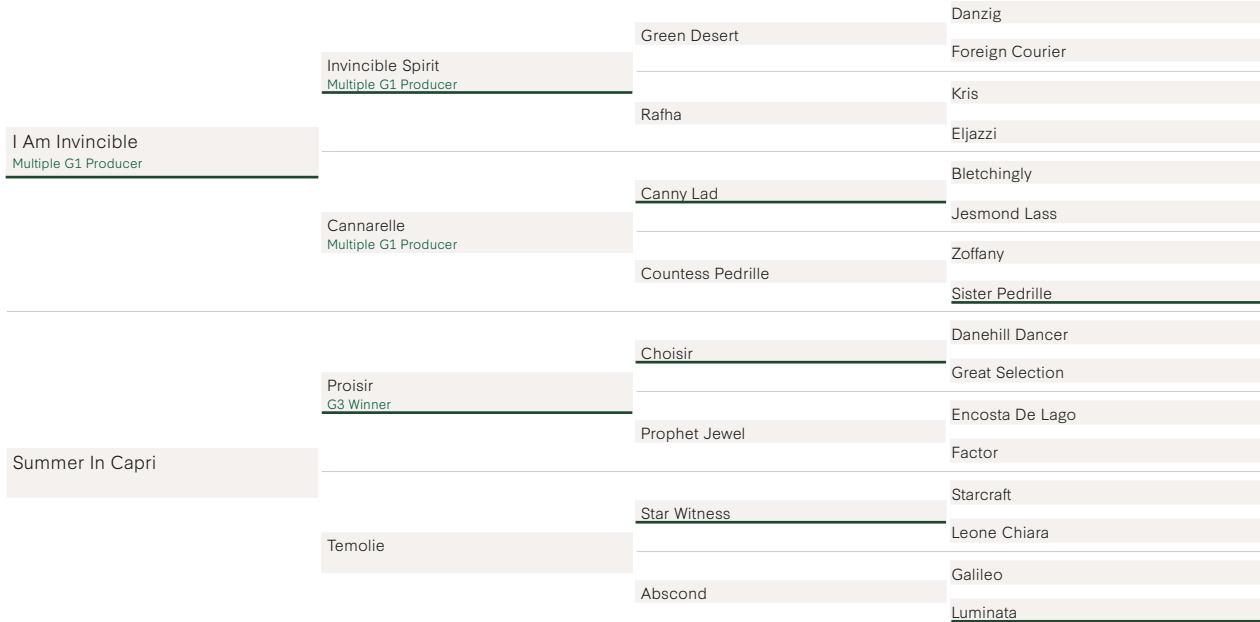 I Am Invincible
Multiple G1 Producer
Summer In Capri
Invincible Spirit
Multiple G1 Producer
Cannarelle
Multiple G1 Producer
Proisir
G3 Winner
Temolie
Green Desert
Rafha
Canny Lad
Countess Pedrille
Choisir
Prophet Jewel
Star Witness
Abscond
Danzig
Foreign Courier
Kris
Eljazzi
Bletchingly
Jesmond Lass
Zoffany
Sister Pedrille
Danehill Dancer
Great Selection
Encosta De Lago
Factor
Starcraft
Leone Chiara
Galileo
Luminata